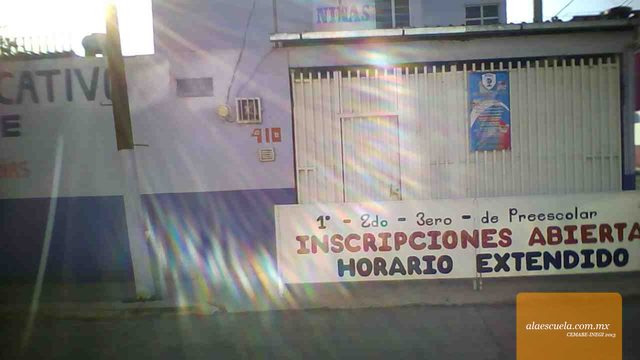 NIÑAS
CATIVO
E
410
1° - 2do - 3ero - de Preescolar
INSCRIPCIONES ABIERTA
HORARIO EXTENDIDO
alaescuela.com.mx
CEMABE-INEGI 2013